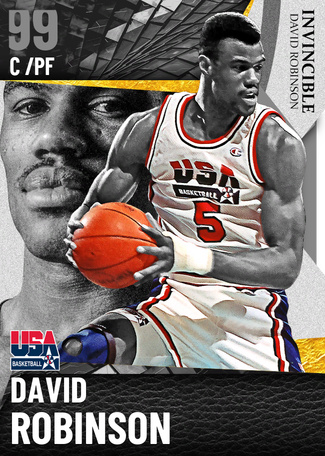 99
C /PF
INVINCIBLE
DAVID ROBINSON
USA
BASKETBALL
5
USA
BASKETBALL
DAVID
ROBINSON